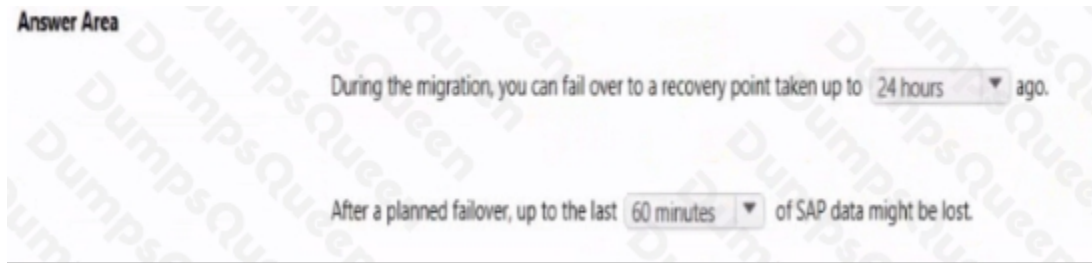 Answer Area
During the migration, you can fail over to a recovery point taken up to 24 hours ago.
After a planned failover, up to the last 60 minutes of SAP data might be lost.
DumpsQueen